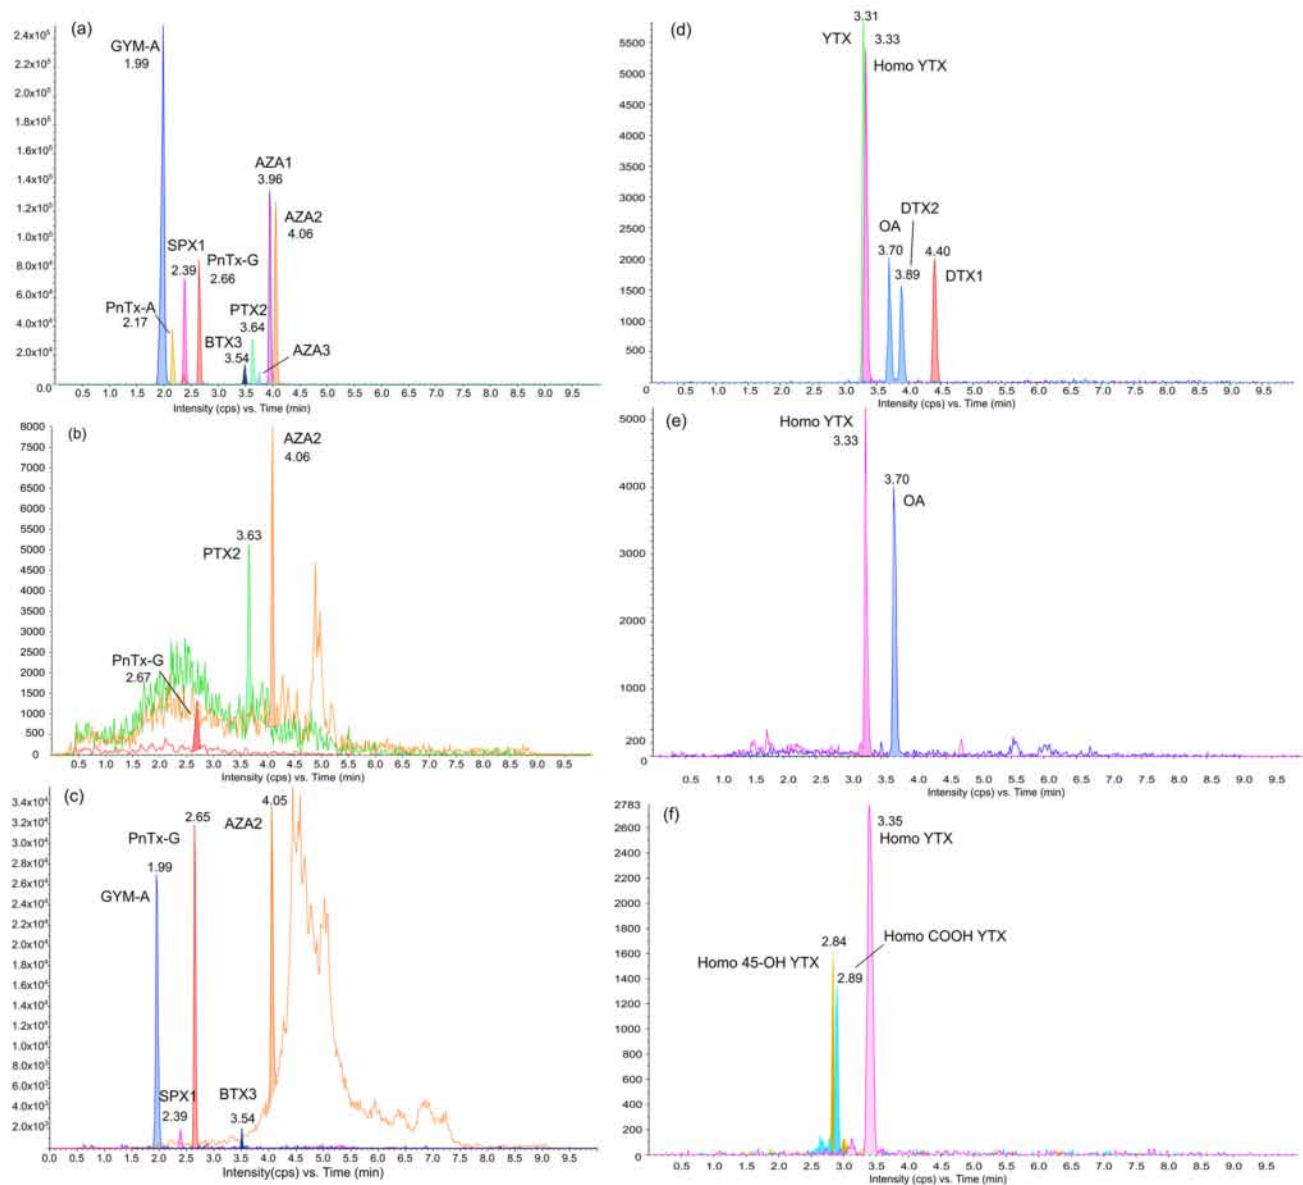 (a)
2.4x10⁵
2.2x10⁵
2.0x10⁵
1.8x10⁵
1.6x10⁵
1.4x10⁵
1.2x10⁵
1.0x10⁵
8.0x10⁴
6.0x10⁴
4.0x10⁴
2.0x10⁴
0.0
GYM-A
1.99
PnTx-A
2.17
SPX1
2.39
PnTx-G
2.66
BTX3
3.54
PTX2
3.64
AZA3
AZA1
3.96
AZA2
4.06
0.5 1.0 1.5 2.0 2.5 3.0 3.5 4.0 4.5 5.0 5.5 6.0 6.5 7.0 7.5 8.0 8.5 9.0 9.5
Intensity (cps) vs. Time (min)
(b)
8000
7500
7000
6500
6000
5500
5000
4500
4000
3500
3000
2500
2000
1500
1000
500
0
PnTx-G
2.67
3.63
PTX2
AZA2
4.06
0.5 1.0 1.5 2.0 2.5 3.0 3.5 4.0 4.5 5.0 5.5 6.0 6.5 7.0 7.5 8.0 8.5 9.0 9.5
Intensity (cps) vs. Time (min)
(c)
3.4x10⁴
3.2x10⁴
3.0x10⁴
2.8x10⁴
2.6x10⁴
2.4x10⁴
2.2x10⁴
2.0x10⁴
1.8x10⁴
1.6x10⁴
1.4x10⁴
1.2x10⁴
1.0x10⁴
8.0x10³
6.0x10³
4.0x10³
2.0x10³
2.65
PnTx-G
1.99
GYM-A
SPX1
2.39
BTX3
3.54
4.05
AZA2
0.0 0.5 1.0 1.5 2.0 2.5 3.0 3.5 4.0 4.5 5.0 5.5 6.0 6.5 7.0 7.5 8.0 8.5 9.0 9.5
Intensity(cps) vs. Time (min)
(d)
5500
5000
4500
4000
3500
3000
2500
2000
1500
1000
500
3.31
YTX
3.33
Homo YTX
OA
3.70
DTX2
3.89
4.40
DTX1
0.5 1.0 1.5 2.0 2.5 3.0 3.5 4.0 4.5 5.0 5.5 6.0 6.5 7.0 7.5 8.0 8.5 9.0 9.5
Intensity (cps) vs. Time (min)
(e)
5000
4000
3000
2000
1000
200
0
Homo YTX
3.33
3.70
OA
0.5 1.0 1.5 2.0 2.5 3.0 3.5 4.0 4.5 5.0 5.5 6.0 6.5 7.0 7.5 8.0 8.5 9.0 9.5
Intensity (cps) vs. Time (min)
(f)
2783
2600
2400
2200
2000
1800
1600
1400
1200
1000
800
600
400
200
0
3.35
Homo YTX
2.84
Homo 45-OH YTX
Homo COOH YTX
2.89
0.5 1.0 1.5 2.0 2.5 3.0 3.5 4.0 4.5 5.0 5.5 6.0 6.5 7.0 7.5 8.0 8.5 9.0 9.5
Intensity (cps) vs. Time (min)